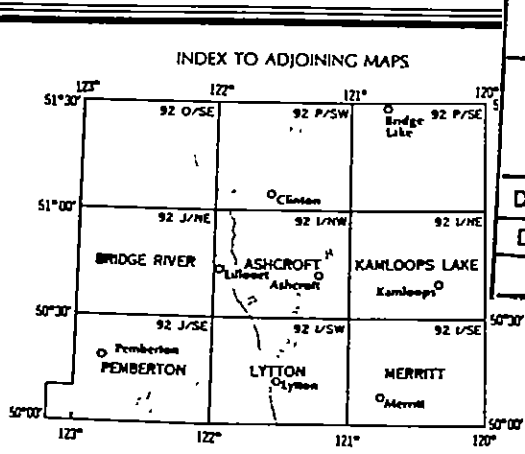 INDEX TO ADJOINING MAPS
123° 122° 121° 120°
51°30'
92 O/SE 92 P/SW 92 P/SE
Bridge
Lake
Clinton
51°00'
92 J/NE 92 I/NW 92 I/NE
BRIDGE RIVER ASHCROFT KAMLOOPS LAKE
Lillooet Ashcroft Kamloops
50°30' 50°30'
92 J/SE 92 I/SW 92 I/SE
Pemberton
PEMBERTON LYTTON MERRITT
Lytton Merritt
50°00' 50°00'
123° 122° 121° 120°